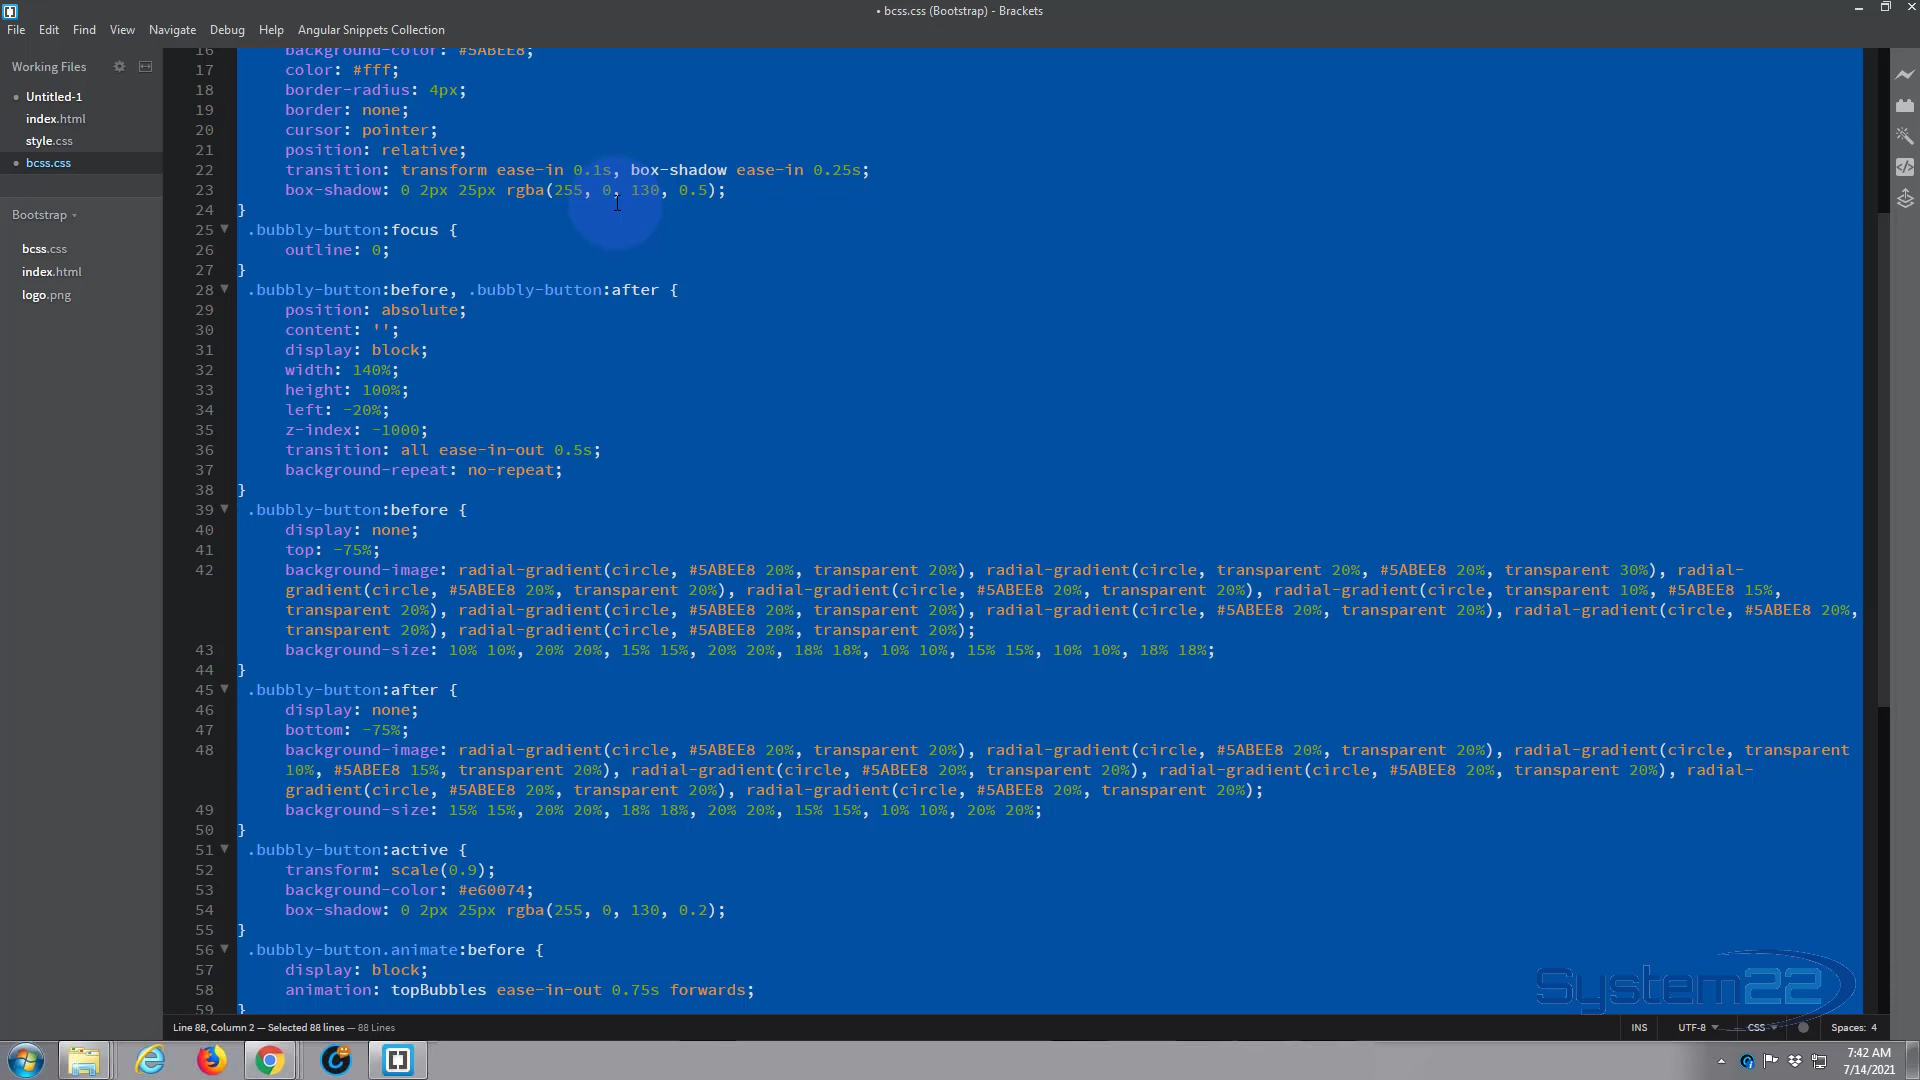 • bcss.css (Bootstrap) - Brackets
File Edit Find View Navigate Debug Help Angular Snippets Collection
Working Files
• Untitled-1
index.html
style.css
• bcss.css
Bootstrap
bcss.css
index.html
logo.png
16 background-color: #5ABEE8;
17 color: #fff;
18 border-radius: 4px;
19 border: none;
20 cursor: pointer;
21 position: relative;
22 transition: transform ease-in 0.1s, box-shadow ease-in 0.25s;
23 box-shadow: 0 2px 25px rgba(255, 0, 130, 0.5);
24 }
25 .bubbly-button:focus {
26 outline: 0;
27 }
28 .bubbly-button:before, .bubbly-button:after {
29 position: absolute;
30 content: '';
31 display: block;
32 width: 140%;
33 height: 100%;
34 left: -20%;
35 z-index: -1000;
36 transition: all ease-in-out 0.5s;
37 background-repeat: no-repeat;
38 }
39 .bubbly-button:before {
40 display: none;
41 top: -75%;
42 background-image: radial-gradient(circle, #5ABEE8 20%, transparent 20%), radial-gradient(circle, transparent 20%, #5ABEE8 20%, transparent 30%), radial-
gradient(circle, #5ABEE8 20%, transparent 20%), radial-gradient(circle, #5ABEE8 20%, transparent 20%), radial-gradient(circle, transparent 10%, #5ABEE8 15%,
transparent 20%), radial-gradient(circle, #5ABEE8 20%, transparent 20%), radial-gradient(circle, #5ABEE8 20%, transparent 20%), radial-gradient(circle, #5ABEE8 20%,
transparent 20%), radial-gradient(circle, #5ABEE8 20%, transparent 20%);
43 background-size: 10% 10%, 20% 20%, 15% 15%, 20% 20%, 18% 18%, 10% 10%, 15% 15%, 10% 10%, 18% 18%;
44 }
45 .bubbly-button:after {
46 display: none;
47 bottom: -75%;
48 background-image: radial-gradient(circle, #5ABEE8 20%, transparent 20%), radial-gradient(circle, #5ABEE8 20%, transparent 20%), radial-gradient(circle, transparent
10%, #5ABEE8 15%, transparent 20%), radial-gradient(circle, #5ABEE8 20%, transparent 20%), radial-gradient(circle, #5ABEE8 20%, transparent 20%), radial-
gradient(circle, #5ABEE8 20%, transparent 20%), radial-gradient(circle, #5ABEE8 20%, transparent 20%);
49 background-size: 15% 15%, 20% 20%, 18% 18%, 20% 20%, 15% 15%, 10% 10%, 20% 20%;
50 }
51 .bubbly-button:active {
52 transform: scale(0.9);
53 background-color: #e60074;
54 box-shadow: 0 2px 25px rgba(255, 0, 130, 0.2);
55 }
56 .bubbly-button.animate:before {
57 display: block;
58 animation: topBubbles ease-in-out 0.75s forwards;
59 }
System22
Line 88, Column 2 — Selected 88 lines — 88 Lines
INS UTF-8 CSS Spaces: 4
7:42 AM
7/14/2021